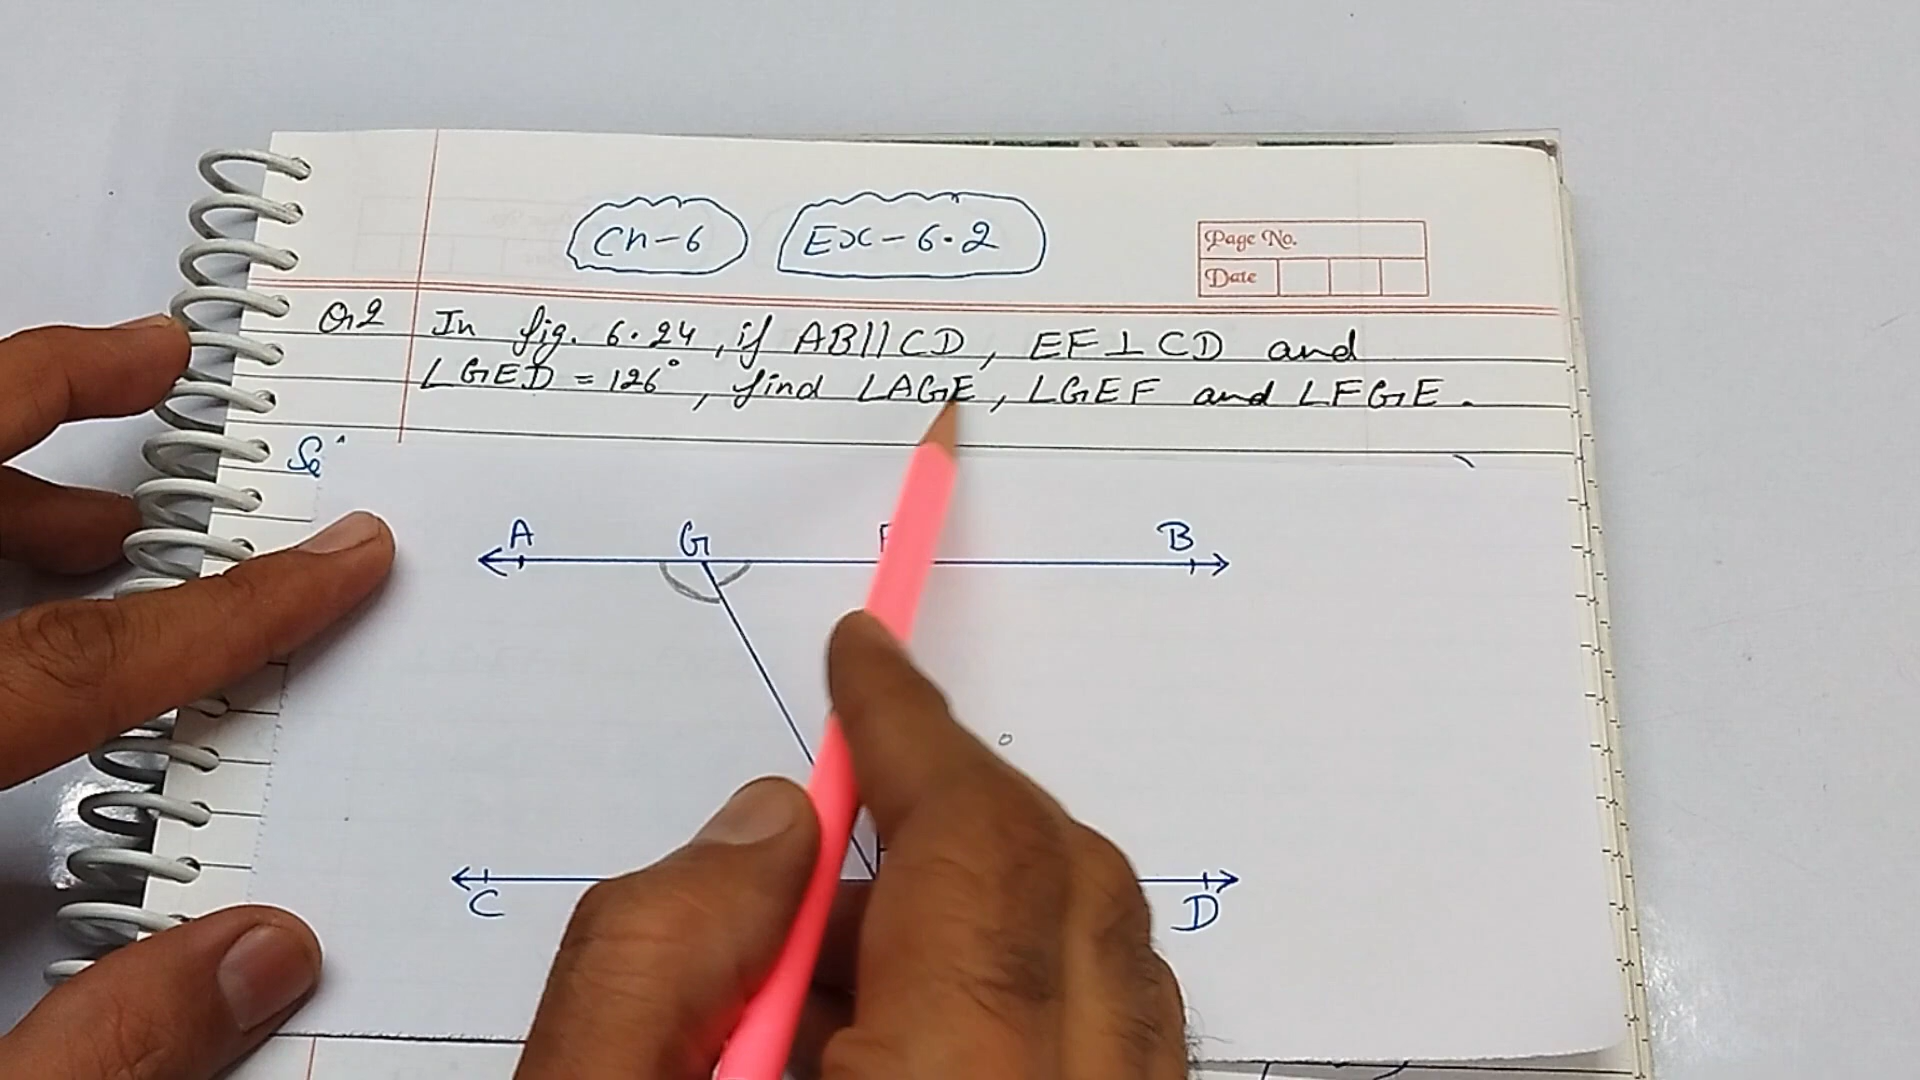 Ch-6 Ex-6.2
Page No.
Date
Q2 In fig. 6.24, if AB||CD, EF⊥CD and
∠GED = 126°, find ∠AGE, ∠GEF and ∠FGE.
A G F B
C D